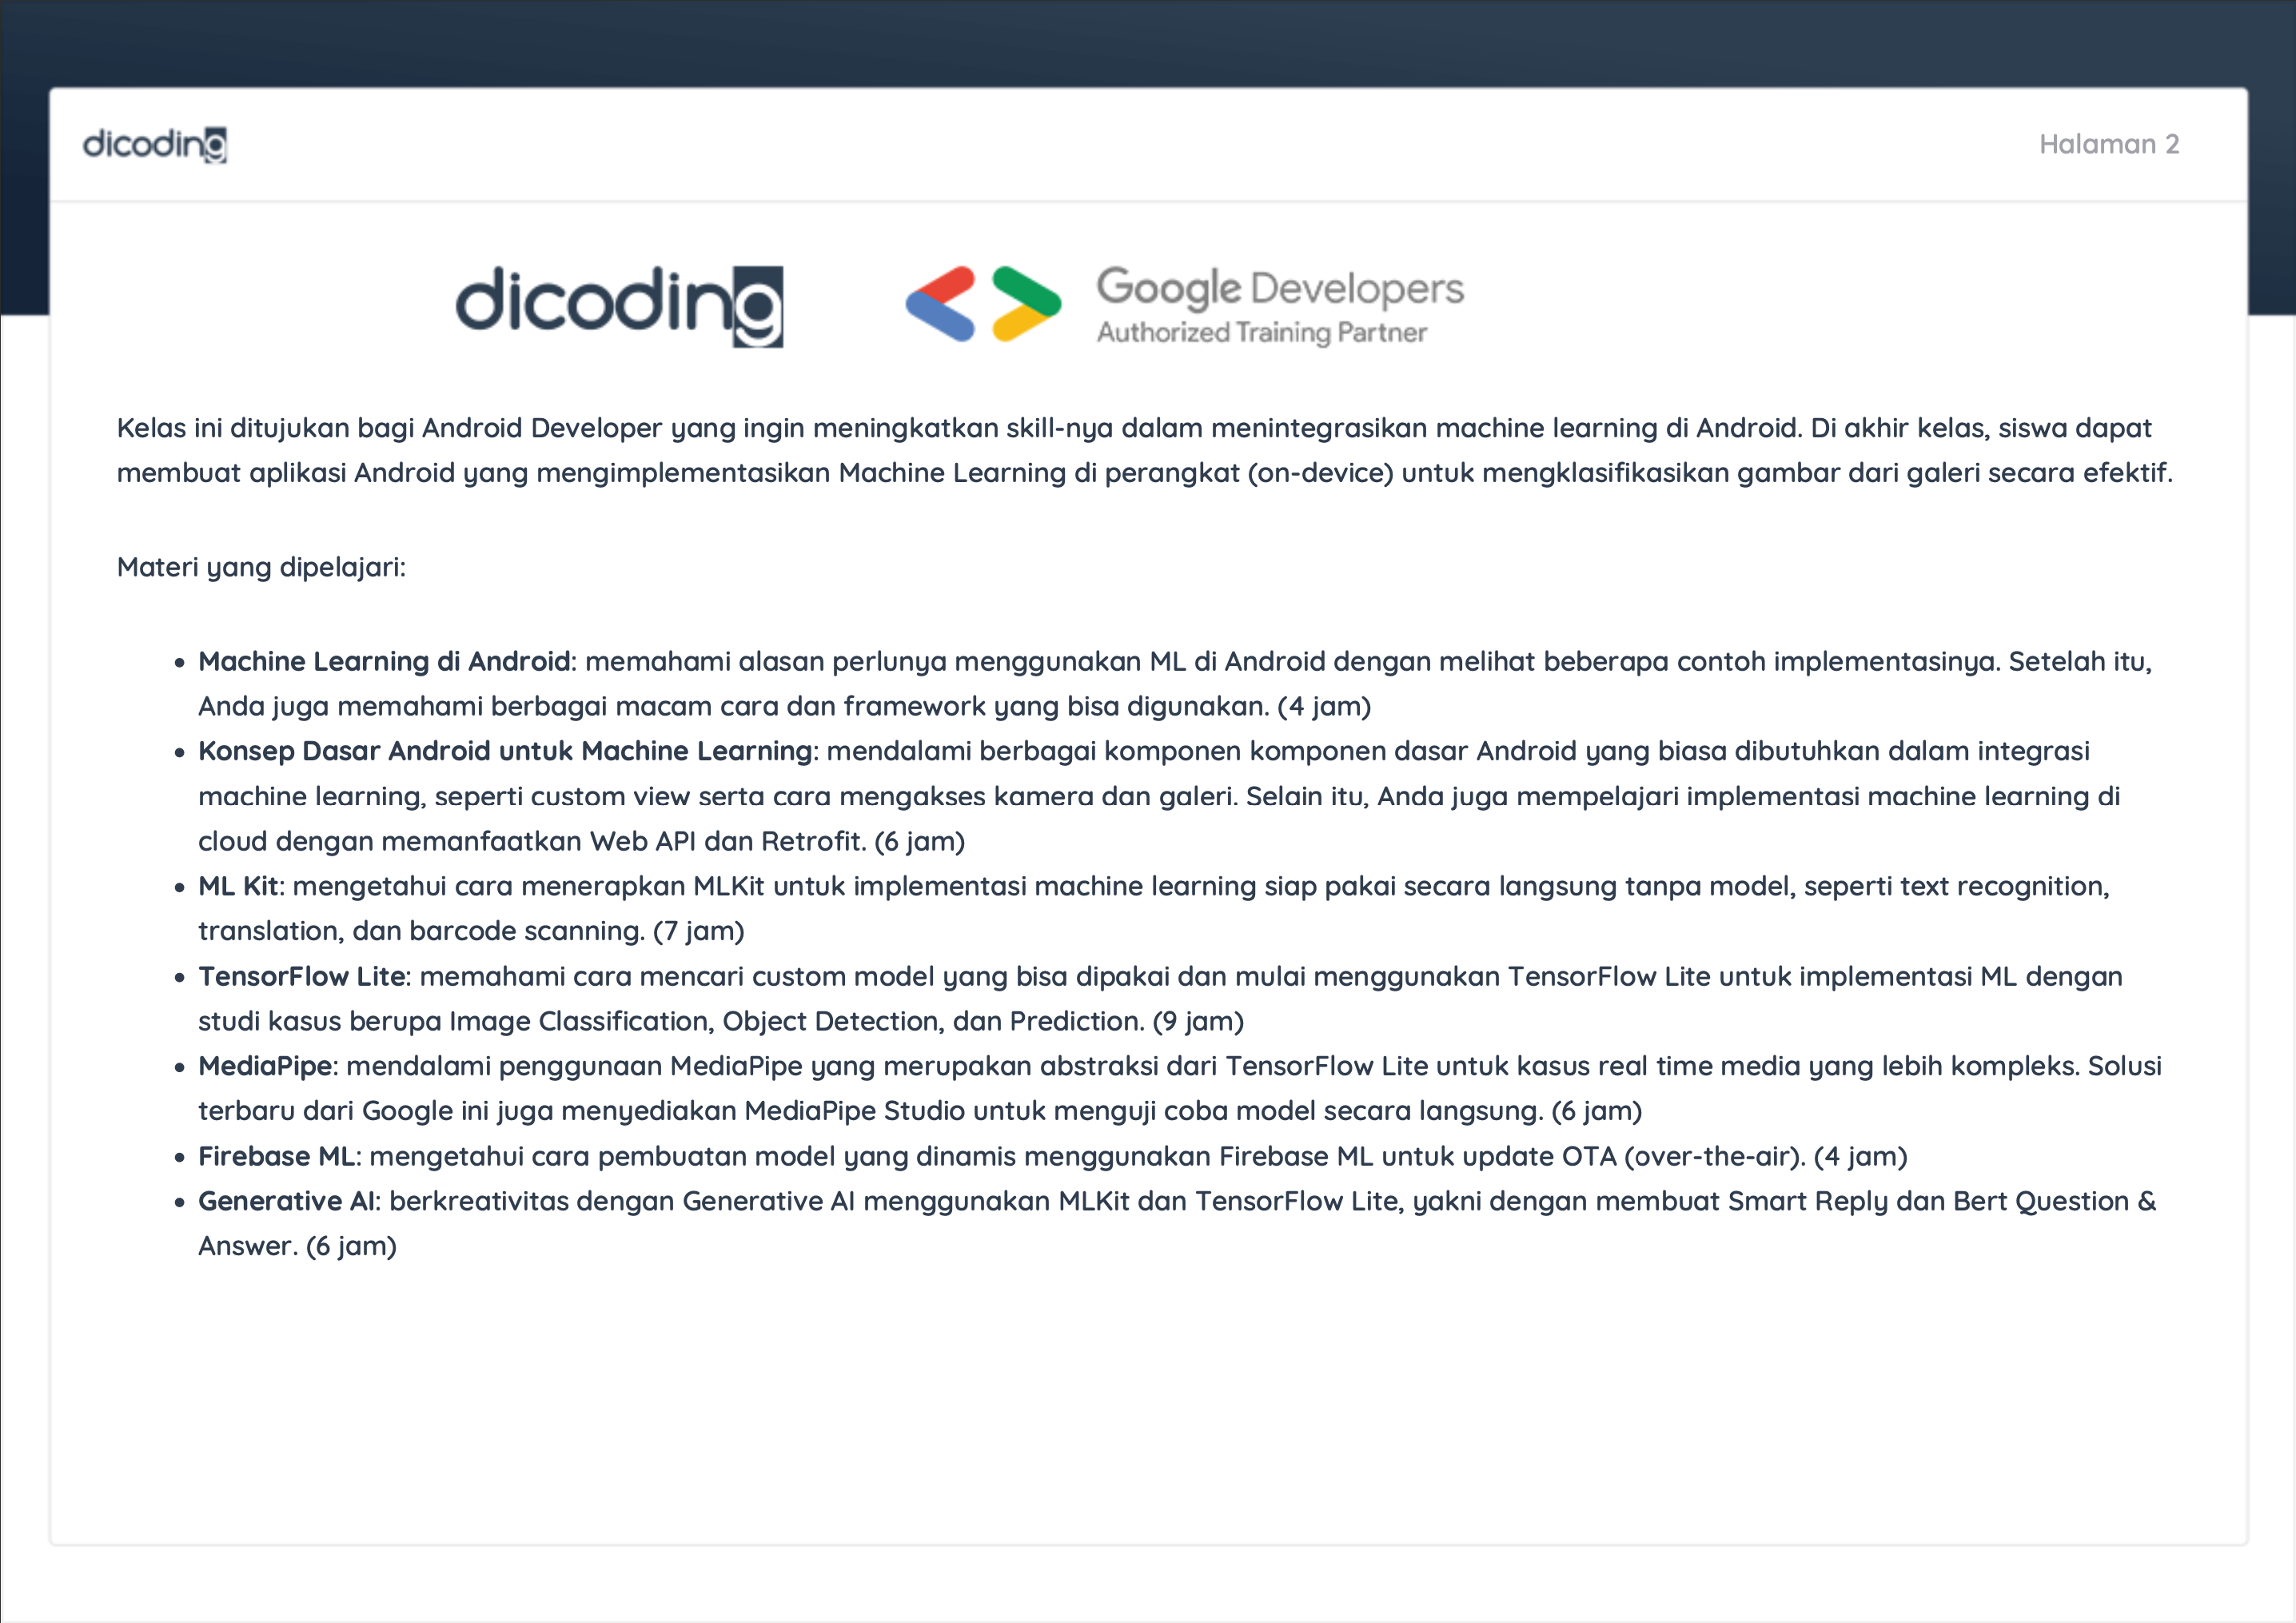 dicoding
Halaman 2
dicoding
Google Developers
Authorized Training Partner
Kelas ini ditujukan bagi Android Developer yang ingin meningkatkan skill-nya dalam menintegrasikan machine learning di Android. Di akhir kelas, siswa dapat
membuat aplikasi Android yang mengimplementasikan Machine Learning di perangkat (on-device) untuk mengklasifikasikan gambar dari galeri secara efektif.
Materi yang dipelajari:
• Machine Learning di Android: memahami alasan perlunya menggunakan ML di Android dengan melihat beberapa contoh implementasinya. Setelah itu,
Anda juga memahami berbagai macam cara dan framework yang bisa digunakan. (4 jam)
• Konsep Dasar Android untuk Machine Learning: mendalami berbagai komponen komponen dasar Android yang biasa dibutuhkan dalam integrasi
machine learning, seperti custom view serta cara mengakses kamera dan galeri. Selain itu, Anda juga mempelajari implementasi machine learning di
cloud dengan memanfaatkan Web API dan Retrofit. (6 jam)
• ML Kit: mengetahui cara menerapkan MLKit untuk implementasi machine learning siap pakai secara langsung tanpa model, seperti text recognition,
translation, dan barcode scanning. (7 jam)
• TensorFlow Lite: memahami cara mencari custom model yang bisa dipakai dan mulai menggunakan TensorFlow Lite untuk implementasi ML dengan
studi kasus berupa Image Classification, Object Detection, dan Prediction. (9 jam)
• MediaPipe: mendalami penggunaan MediaPipe yang merupakan abstraksi dari TensorFlow Lite untuk kasus real time media yang lebih kompleks. Solusi
terbaru dari Google ini juga menyediakan MediaPipe Studio untuk menguji coba model secara langsung. (6 jam)
• Firebase ML: mengetahui cara pembuatan model yang dinamis menggunakan Firebase ML untuk update OTA (over-the-air). (4 jam)
• Generative AI: berkreativitas dengan Generative AI menggunakan MLKit dan TensorFlow Lite, yakni dengan membuat Smart Reply dan Bert Question &
Answer. (6 jam)